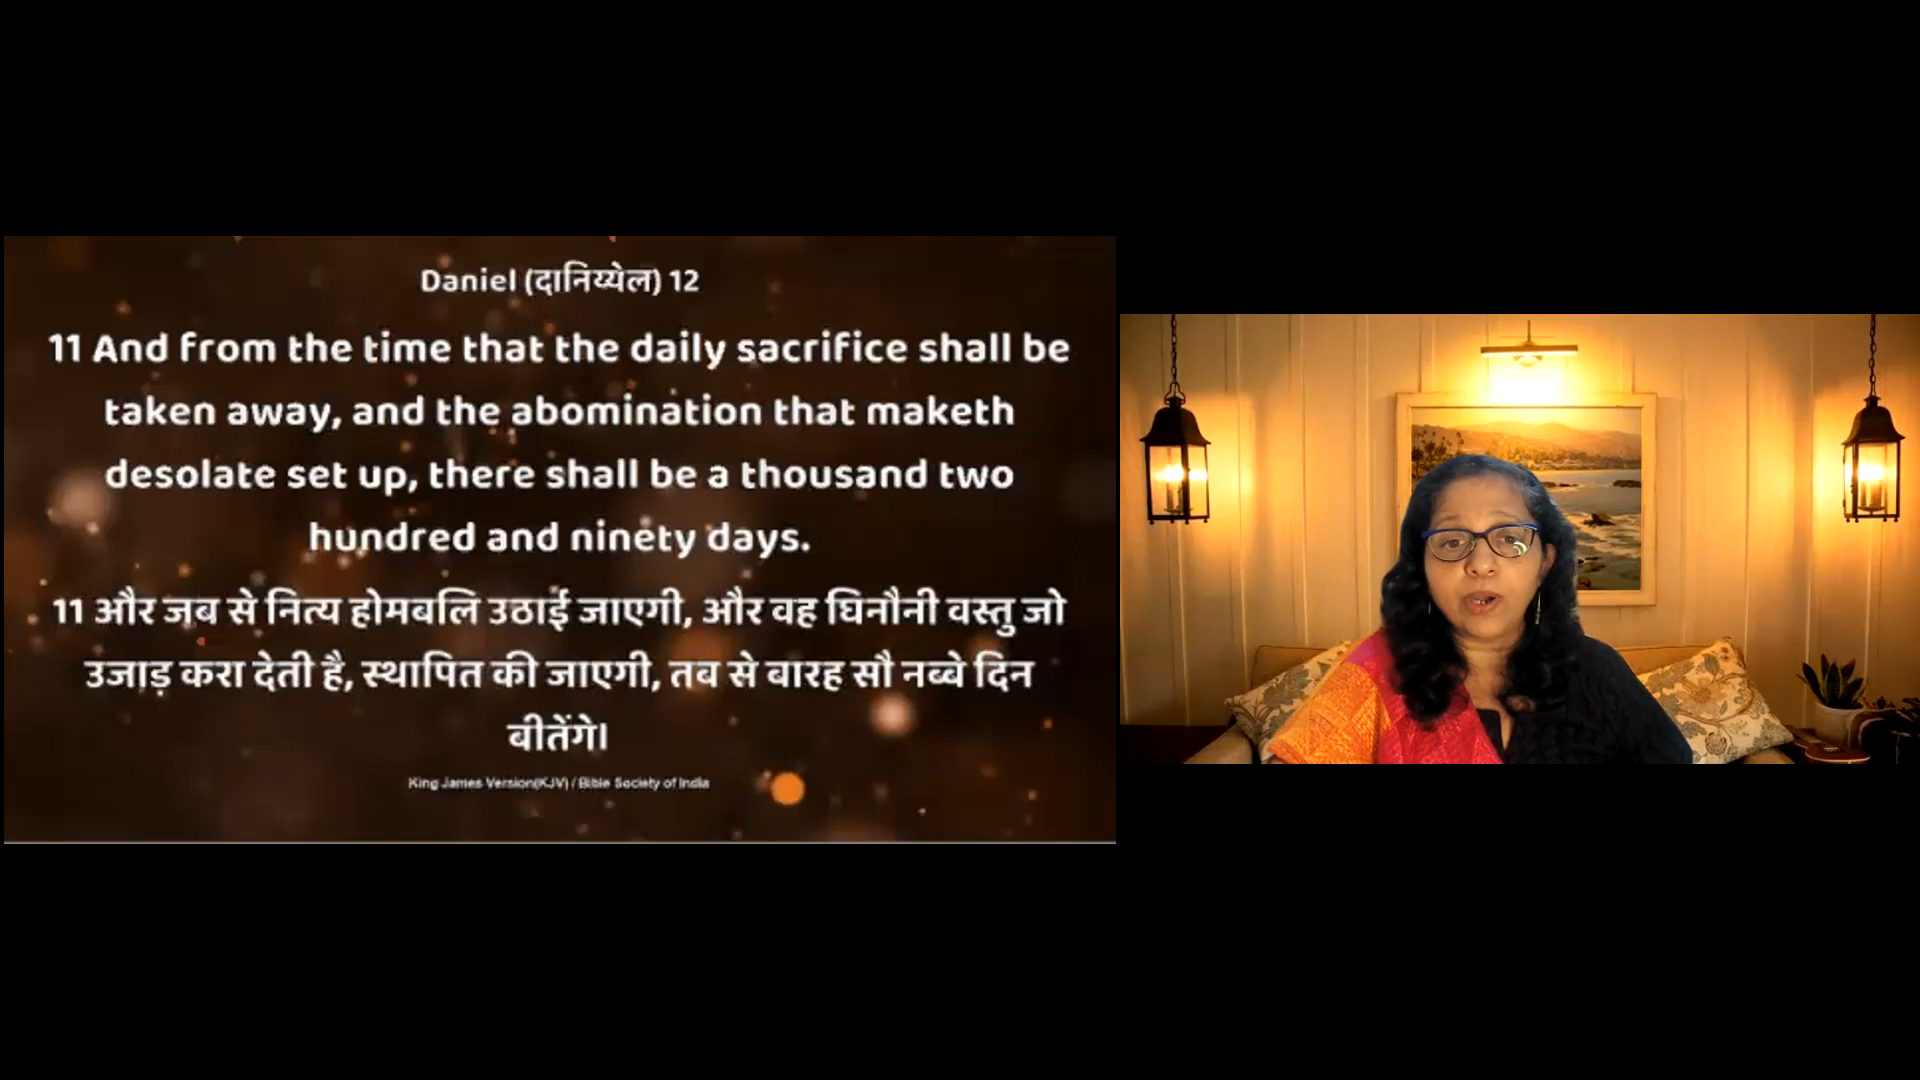 Daniel (दानिय्येल) 12
11 And from the time that the daily sacrifice shall be
taken away, and the abomination that maketh
desolate set up, there shall be a thousand two
hundred and ninety days.
11 और जब से नित्य होमबलि उठाई जाएगी, और वह घिनौनी वस्तु जो
उजाड़ करा देती है, स्थापित की जाएगी, तब से बारह सौ नब्बे दिन
बीतेंगे।
King James Version(KJV) / Bible Society of India